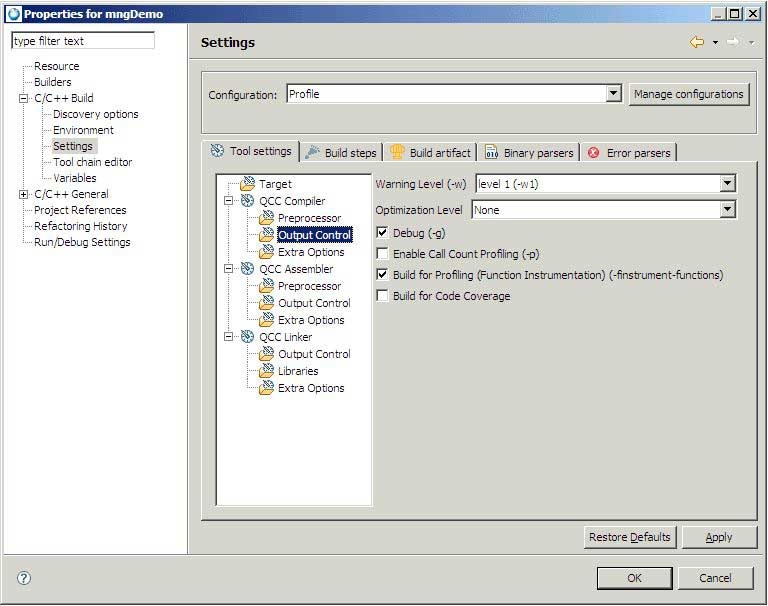 Properties for mngDemo
type filter text
Resource
Builders
C/C++ Build
Discovery options
Environment
Settings
Tool chain editor
Variables
C/C++ General
Project References
Refactoring History
Run/Debug Settings
Settings
Configuration: Profile Manage configurations
Tool settings Build steps Build artifact Binary parsers Error parsers
Target
QCC Compiler
Preprocessor
Output Control
Extra Options
QCC Assembler
Preprocessor
Output Control
Extra Options
QCC Linker
Output Control
Libraries
Extra Options
Warning Level (-w) level 1 (-w1)
Optimization Level None
Debug (-g)
Enable Call Count Profiling (-p)
Build for Profiling (Function Instrumentation) (-finstrument-functions)
Build for Code Coverage
Restore Defaults Apply
? OK Cancel